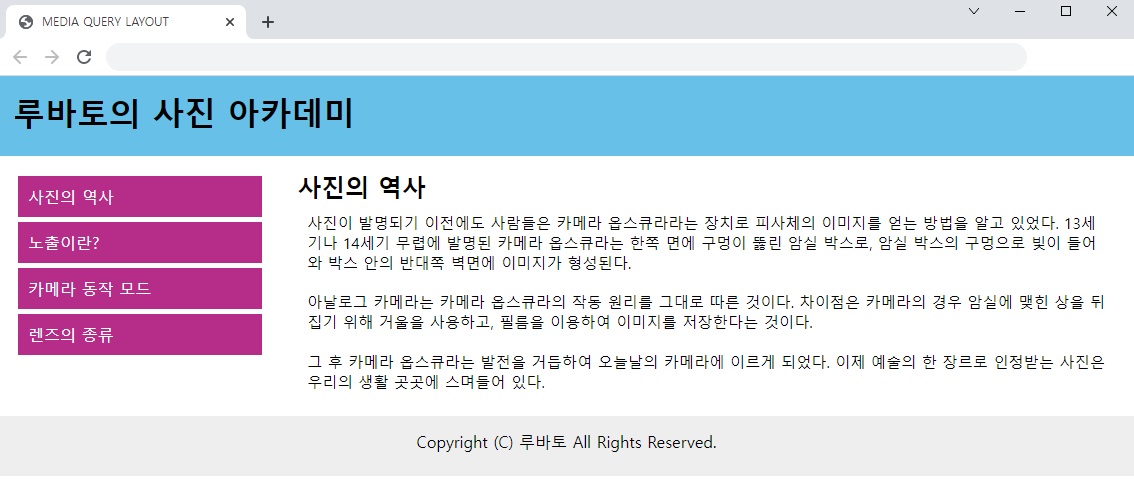 MEDIA QUERY LAYOUT
루바토의 사진 아카데미
사진의 역사
노출이란?
카메라 동작 모드
렌즈의 종류
사진의 역사
사진이 발명되기 이전에도 사람들은 카메라 옵스큐라라는 장치로 피사체의 이미지를 얻는 방법을 알고 있었다. 13세
기나 14세기 무렵에 발명된 카메라 옵스큐라는 한쪽 면에 구멍이 뚫린 암실 박스로, 암실 박스의 구멍으로 빛이 들어
와 박스 안의 반대쪽 벽면에 이미지가 형성된다.
아날로그 카메라는 카메라 옵스큐라의 작동 원리를 그대로 따른 것이다. 차이점은 카메라의 경우 암실에 맺힌 상을 뒤
집기 위해 거울을 사용하고, 필름을 이용하여 이미지를 저장한다는 것이다.
그 후 카메라 옵스큐라는 발전을 거듭하여 오늘날의 카메라에 이르게 되었다. 이제 예술의 한 장르로 인정받는 사진은
우리의 생활 곳곳에 스며들어 있다.
Copyright (C) 루바토 All Rights Reserved.